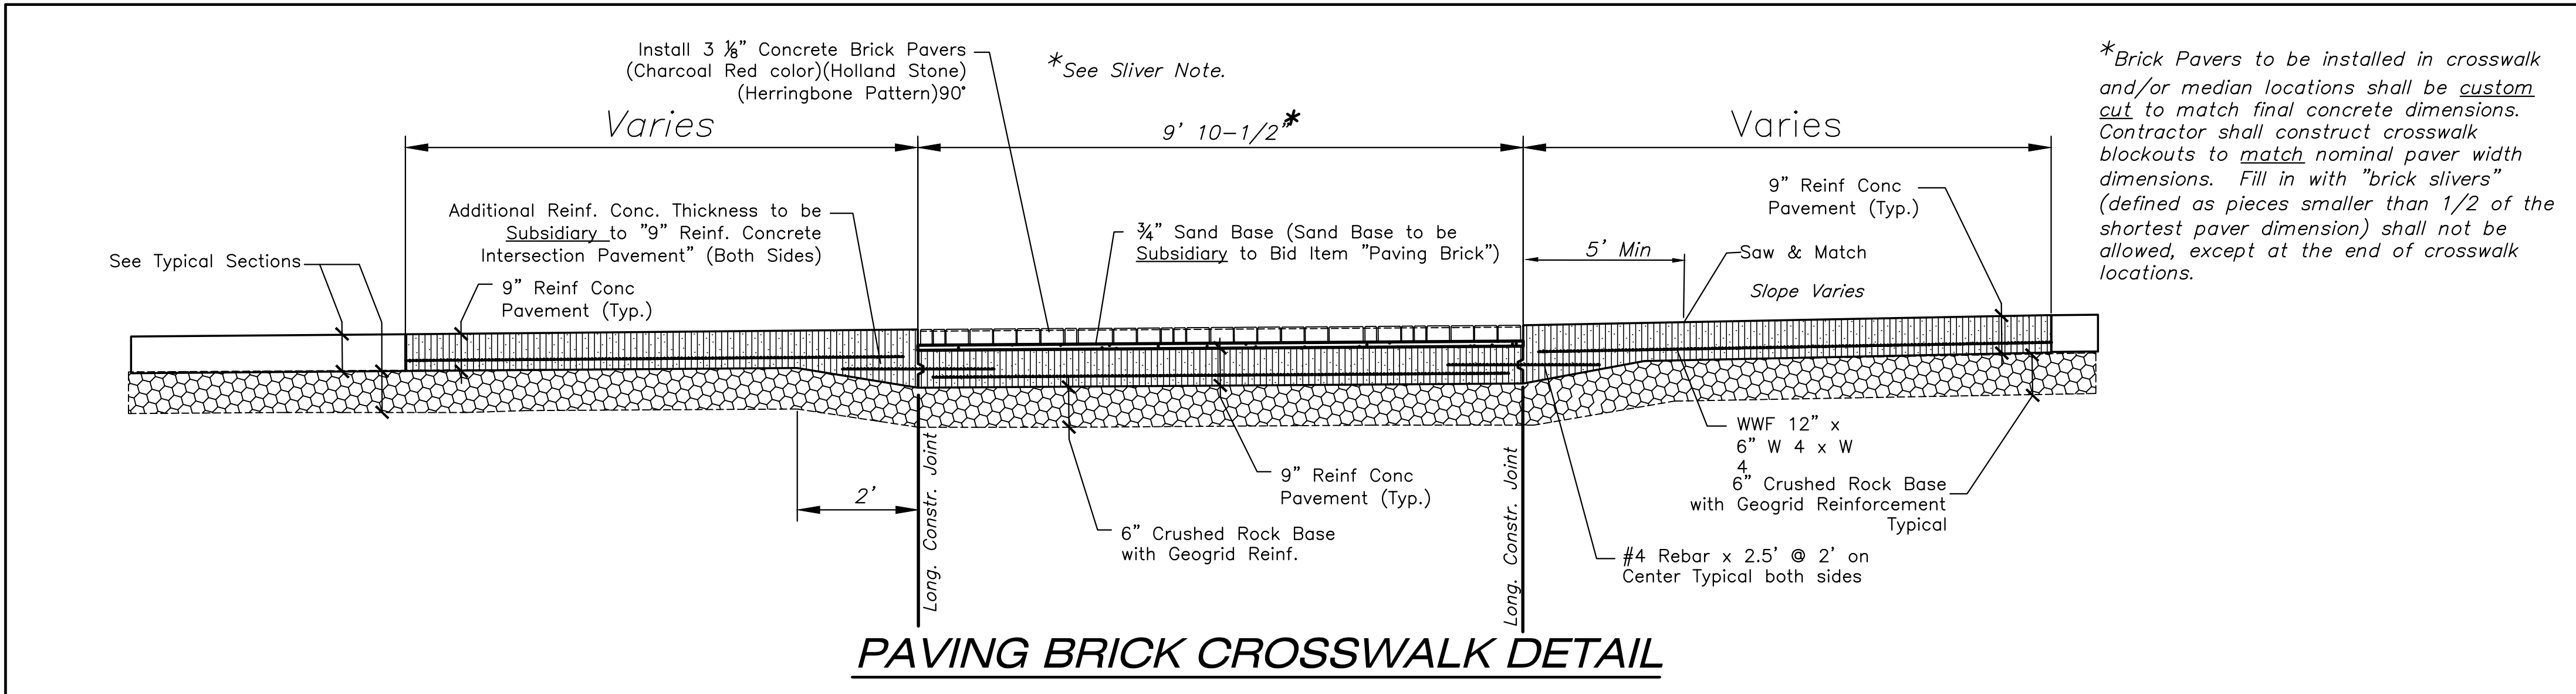 Install 3 ⅛" Concrete Brick Pavers
(Charcoal Red color)(Holland Stone)
(Herringbone Pattern)90°
*See Sliver Note.
*Brick Pavers to be installed in crosswalk
and/or median locations shall be custom
cut to match final concrete dimensions.
Contractor shall construct crosswalk
blockouts to match nominal paver width
dimensions. Fill in with "brick slivers"
(defined as pieces smaller than 1/2 of the
shortest paver dimension) shall not be
allowed, except at the end of crosswalk
locations.
Varies
9' 10-1/2"*
Varies
Additional Reinf. Conc. Thickness to be
Subsidiary to "9" Reinf. Concrete
Intersection Pavement" (Both Sides)
¾" Sand Base (Sand Base to be
Subsidiary to Bid Item "Paving Brick")
9" Reinf Conc
Pavement (Typ.)
5' Min
Saw & Match
Slope Varies
See Typical Sections
9" Reinf Conc
Pavement (Typ.)
2'
Long. Constr. Joint
9" Reinf Conc
Pavement (Typ.)
6" Crushed Rock Base
with Geogrid Reinf.
Long. Constr. Joint
WWF 12" x
6" W 4 x W
4
6" Crushed Rock Base
with Geogrid Reinforcement
Typical
#4 Rebar x 2.5' @ 2' on
Center Typical both sides
PAVING BRICK CROSSWALK DETAIL